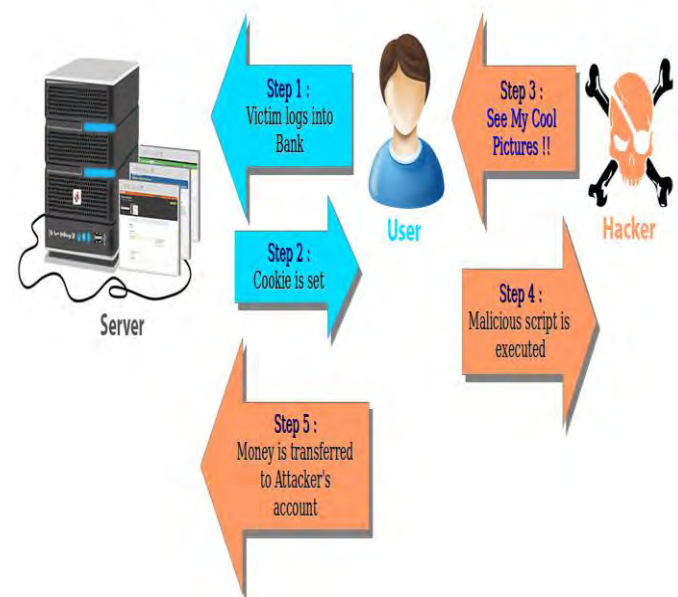 Step 1 :
Victim logs into
Bank
Step 2 :
Cookie is set
Step 3 :
See My Cool
Pictures !!
Step 4 :
Malicious script is
executed
Step 5 :
Money is transferred
to Attacker's
account
Server
User
Hacker